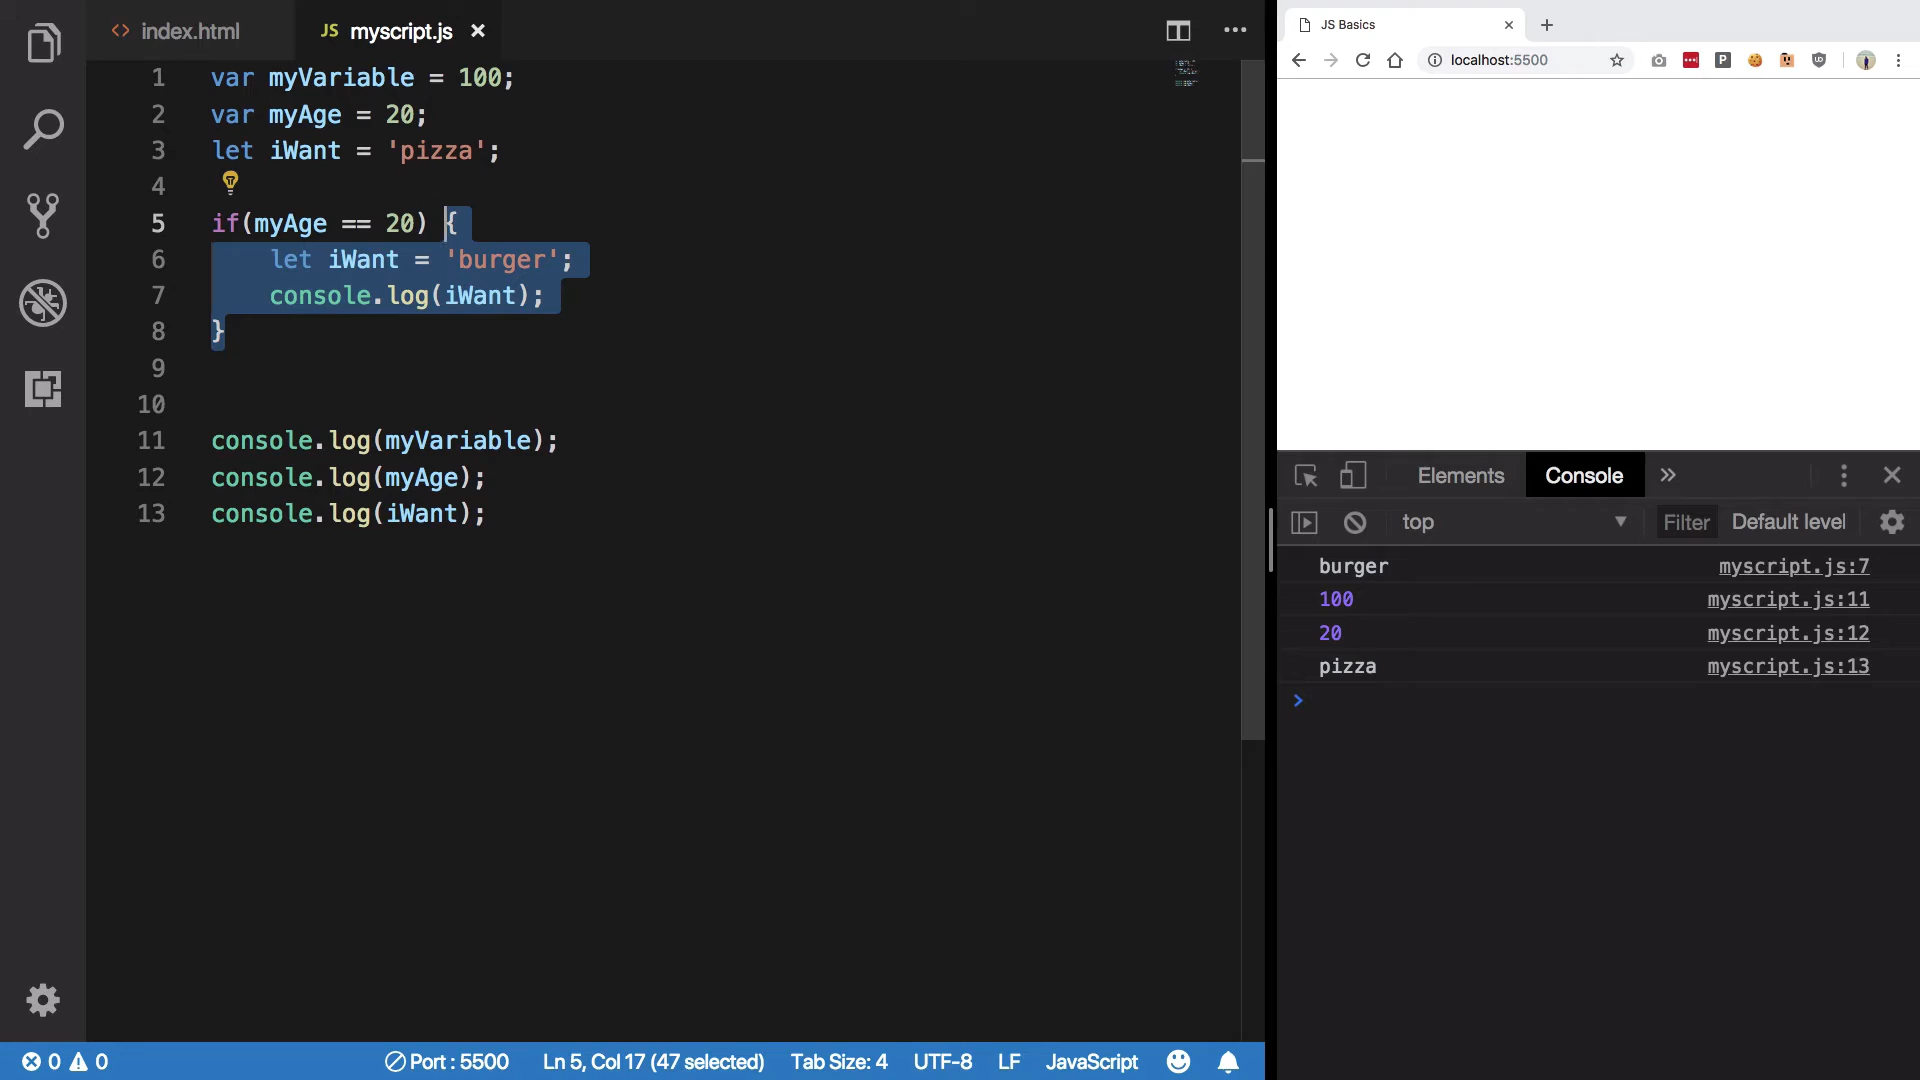 index.html
JS myscript.js
1 var myVariable = 100;
2 var myAge = 20;
3 let iWant = 'pizza';
4
5 if(myAge == 20) {
6 let iWant = 'burger';
7 console.log(iWant);
8 }
9
10
11 console.log(myVariable);
12 console.log(myAge);
13 console.log(iWant);
0 0 Port : 5500 Ln 5, Col 17 (47 selected) Tab Size: 4 UTF-8 LF JavaScript
JS Basics
localhost:5500
P
Elements Console
top Filter Default level
burger myscript.js:7
100 myscript.js:11
20 myscript.js:12
pizza myscript.js:13